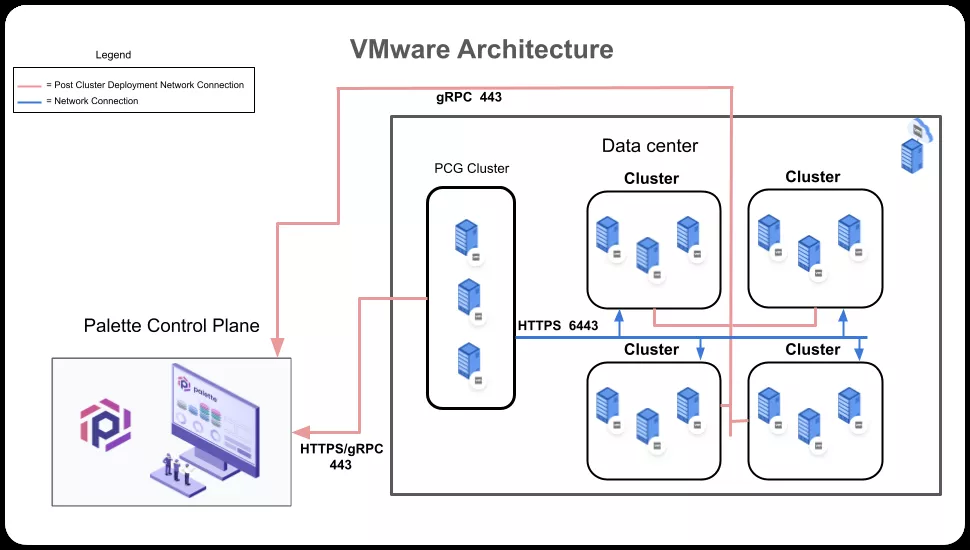 VMware Architecture
Legend
= Post Cluster Deployment Network Connection
= Network Connection
gRPC 443
Data center
PCG Cluster
Cluster
Cluster
HTTPS 6443
Palette Control Plane
Cluster
Cluster
palette
HTTPS/gRPC
443